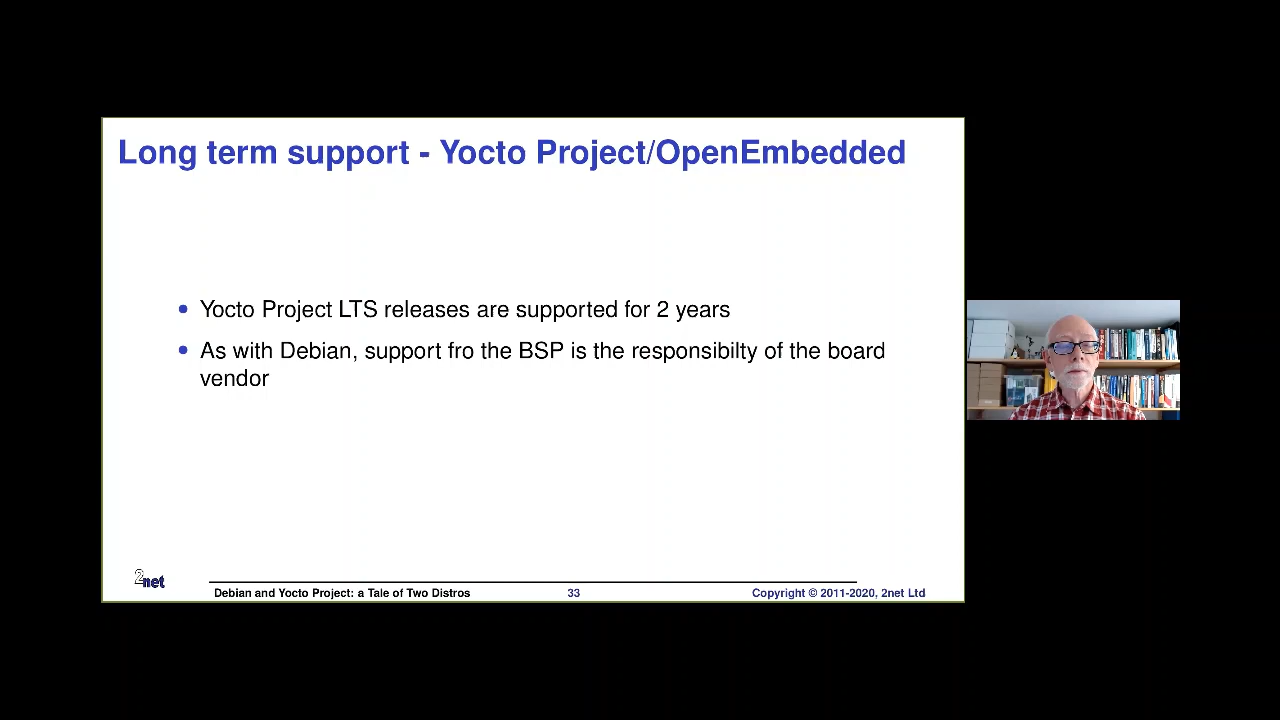 Long term support - Yocto Project/OpenEmbedded
Yocto Project LTS releases are supported for 2 years
As with Debian, support fro the BSP is the responsibilty of the board
vendor
2net
Debian and Yocto Project: a Tale of Two Distros
33
Copyright © 2011-2020, 2net Ltd